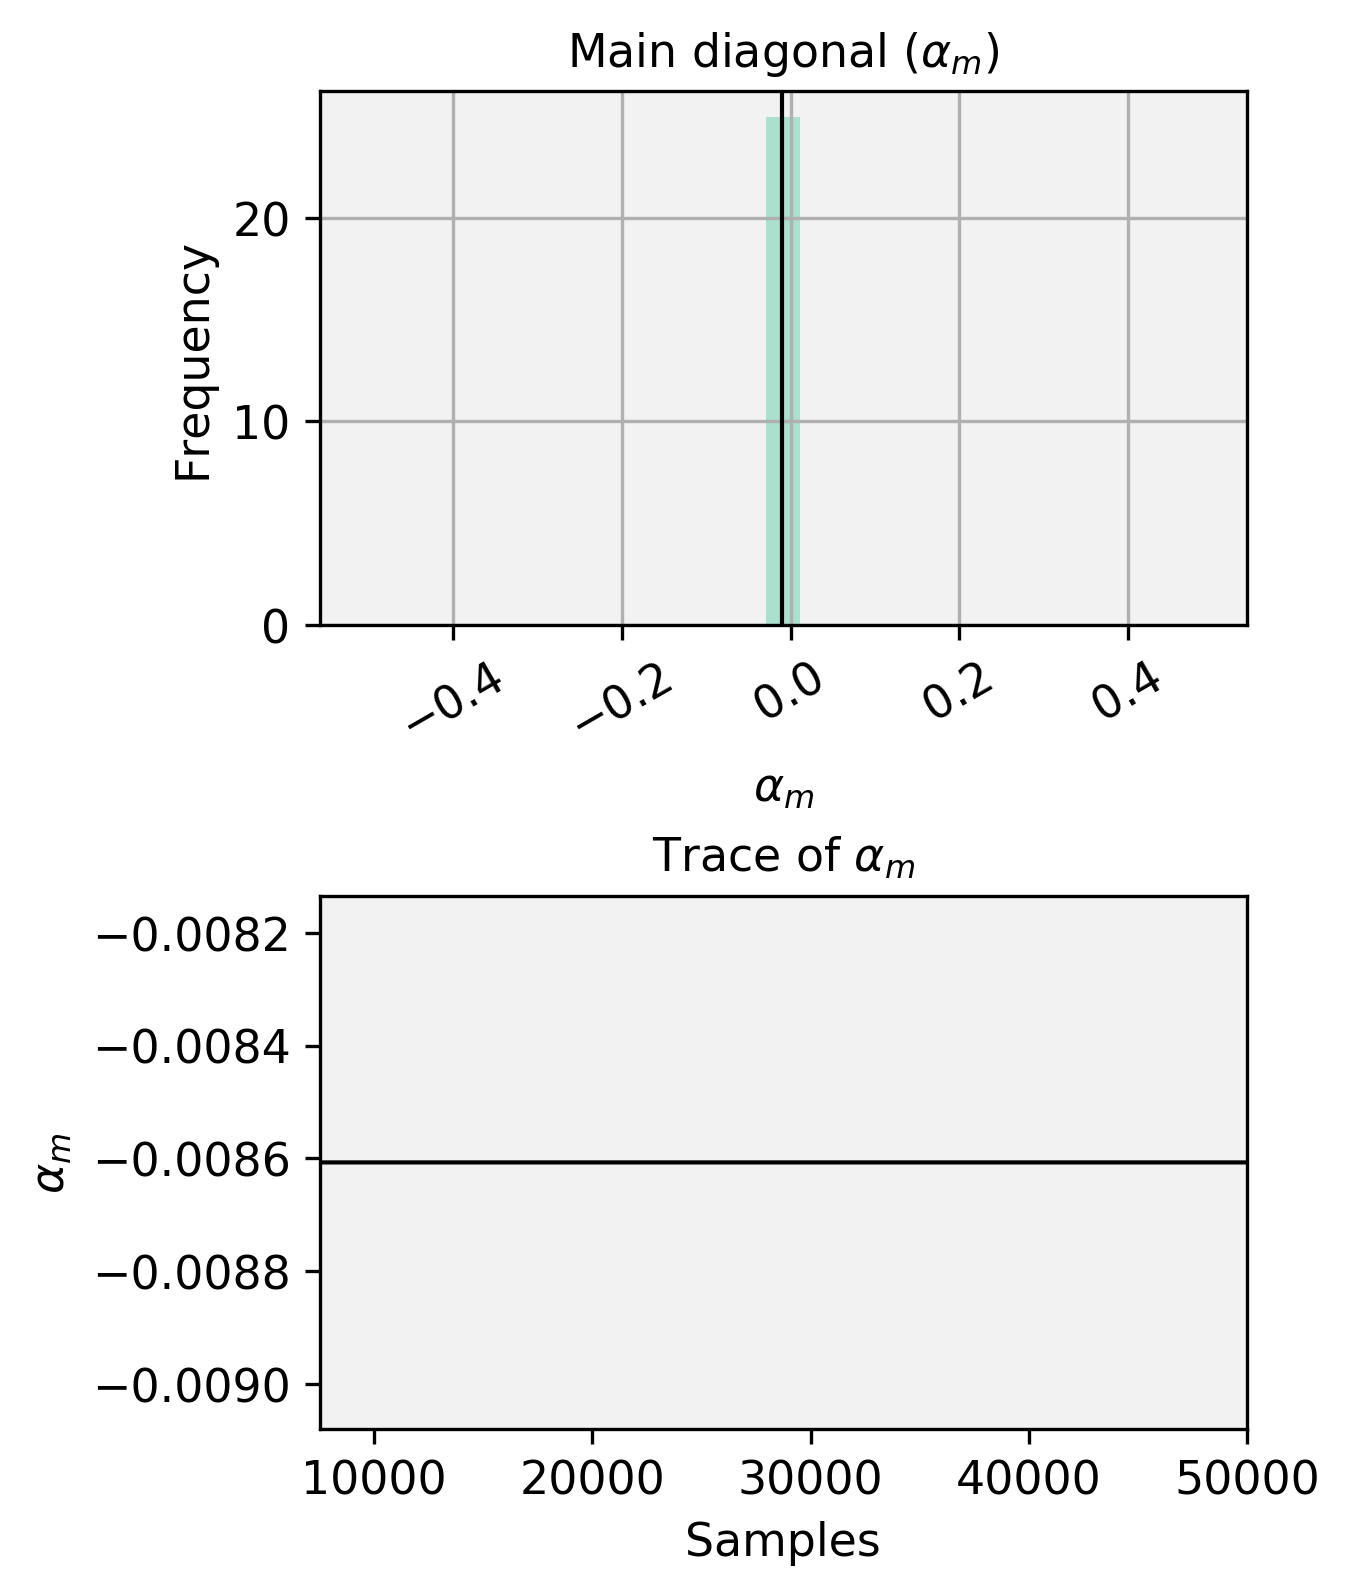 Main diagonal (αm)
Frequency
20
10
0
−0.4 −0.2 0.0 0.2 0.4
αm
Trace of αm
αm
−0.0082
−0.0084
−0.0086
−0.0088
−0.0090
10000 20000 30000 40000 50000
Samples